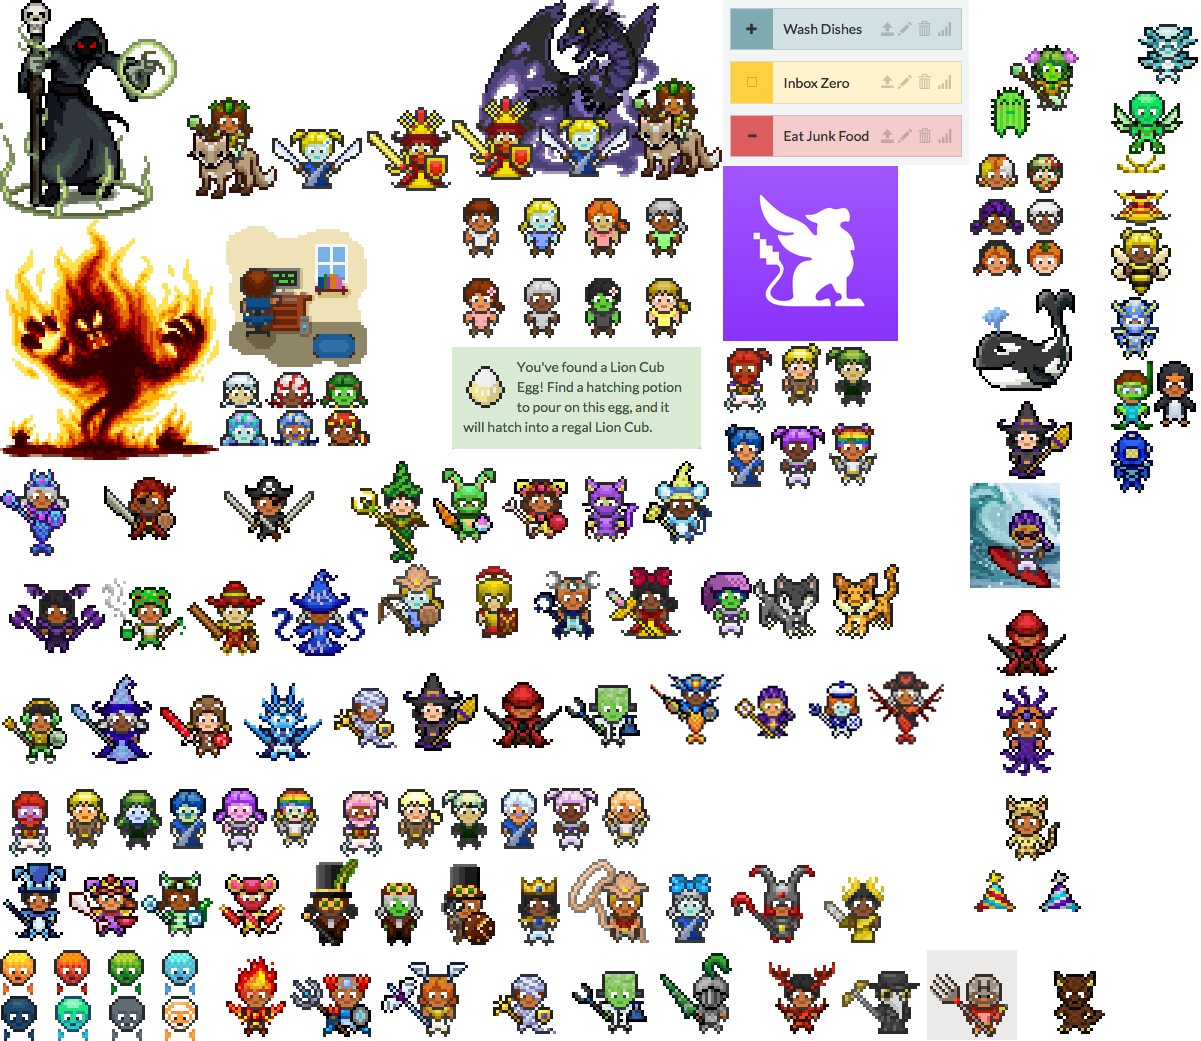 Wash Dishes
Inbox Zero
Eat Junk Food
You've found a Lion Cub
Egg! Find a hatching potion
to pour on this egg, and it
will hatch into a regal Lion Cub.